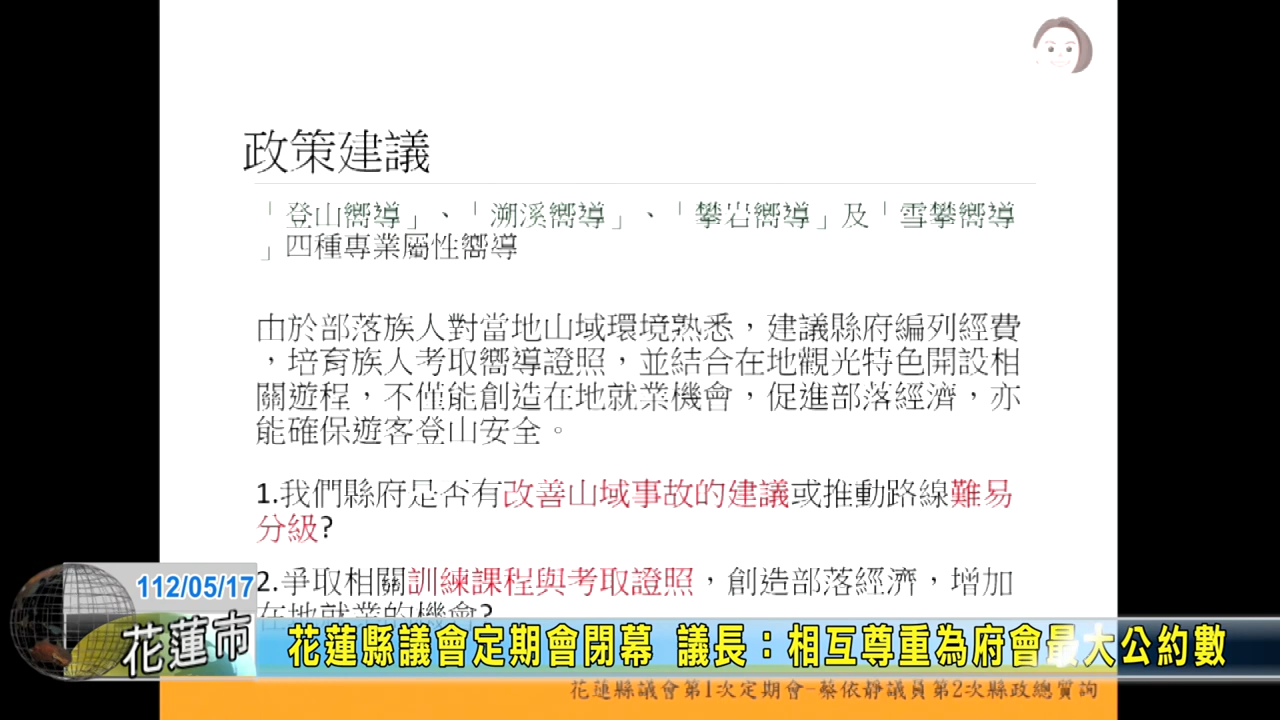 政策建議
「登山嚮導」、「溯溪嚮導」、「攀岩嚮導」及「雪攀嚮導
」四種專業屬性嚮導
由於部落族人對當地山域環境熟悉，建議縣府編列經費
，培育族人考取嚮導證照，並結合在地觀光特色開設相
關遊程，不僅能創造在地就業機會，促進部落經濟，亦
能確保遊客登山安全。
1.我們縣府是否有改善山域事故的建議或推動路線難易
分級?
2.爭取相關訓練課程與考取證照，創造部落經濟，增加
在地就業的機會?
112/05/17
花蓮市
花蓮縣議會定期會閉幕 議長：相互尊重為府會最大公約數
花蓮縣議會第1次定期會-蔡依靜議員第2次縣政總質詢